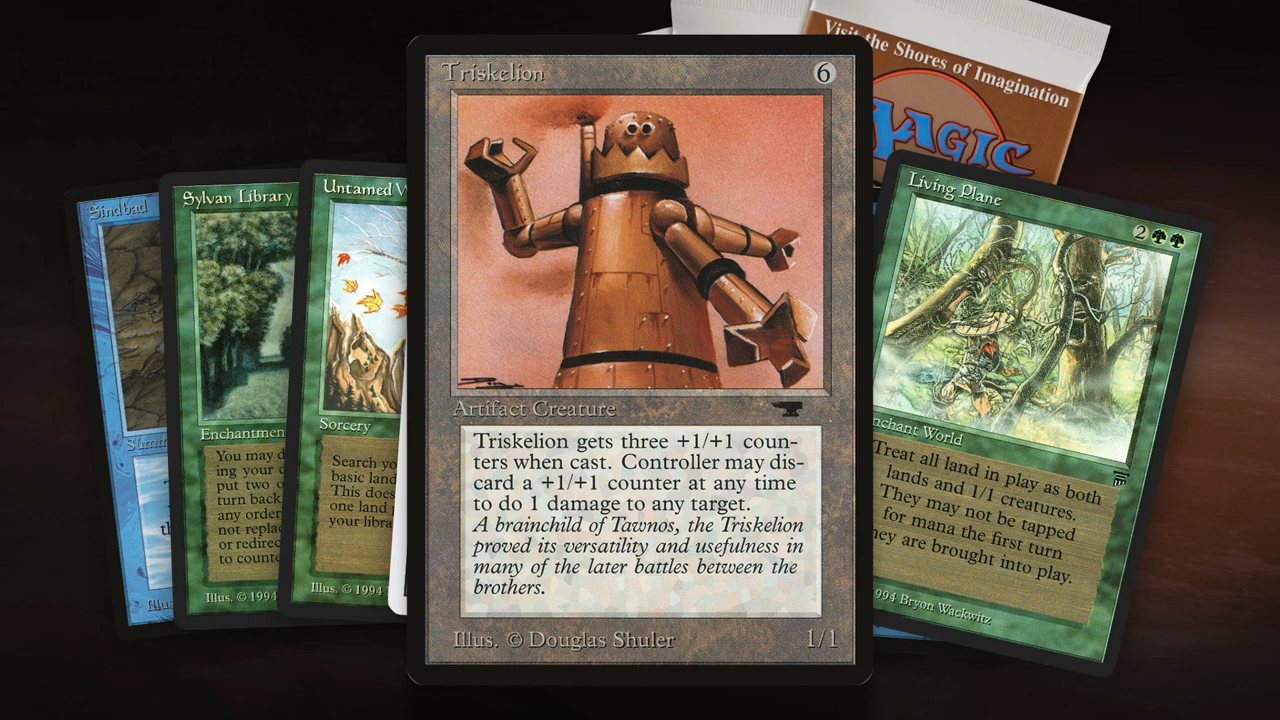 Visit the Shores of Imagination
MAGIC
Sindbad
Sylvan Library
Enchantmen
You may d
ing your
put two o
turn back
any order
not replac
or redirec
to counte
Illus. © 1994
Untamed W
Sorcery
Search yo
basic land
This does
one land
your libra
Illus. © 1994
Triskelion
6
Artifact Creature
Triskelion gets three +1/+1 coun-
ters when cast. Controller may dis-
card a +1/+1 counter at any time
to do 1 damage to any target.
A brainchild of Tawnos, the Triskelion
proved its versatility and usefulness in
many of the later battles between the
brothers.
Illus. © Douglas Shuler
1/1
Living Plane
2
nchant World
Treat all land in play as both
lands and 1/1 creatures.
They may not be tapped
for mana the first turn
hey are brought into play.
994 Bryon Wackwitz